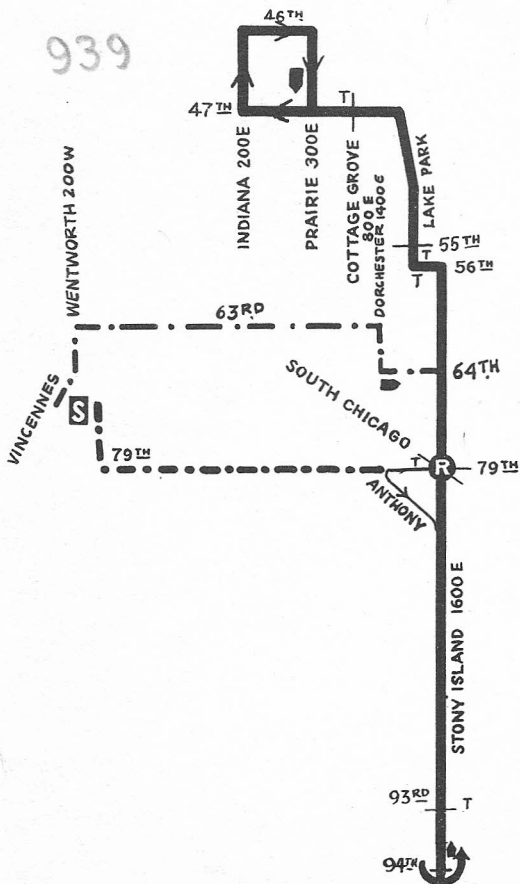 939
46TH
47TH
T
INDIANA 200E
PRAIRIE 300E
COTTAGE GROVE
800 E
DORCHESTER 1400E
LAKE PARK
55TH
T
56TH
T
WENTWORTH 200W
63RD
64TH
VINCENNES
S
SOUTH CHICAGO
79TH
T
R
79TH
ANTHONY
STONY ISLAND 1600 E
93RD
T
94TH